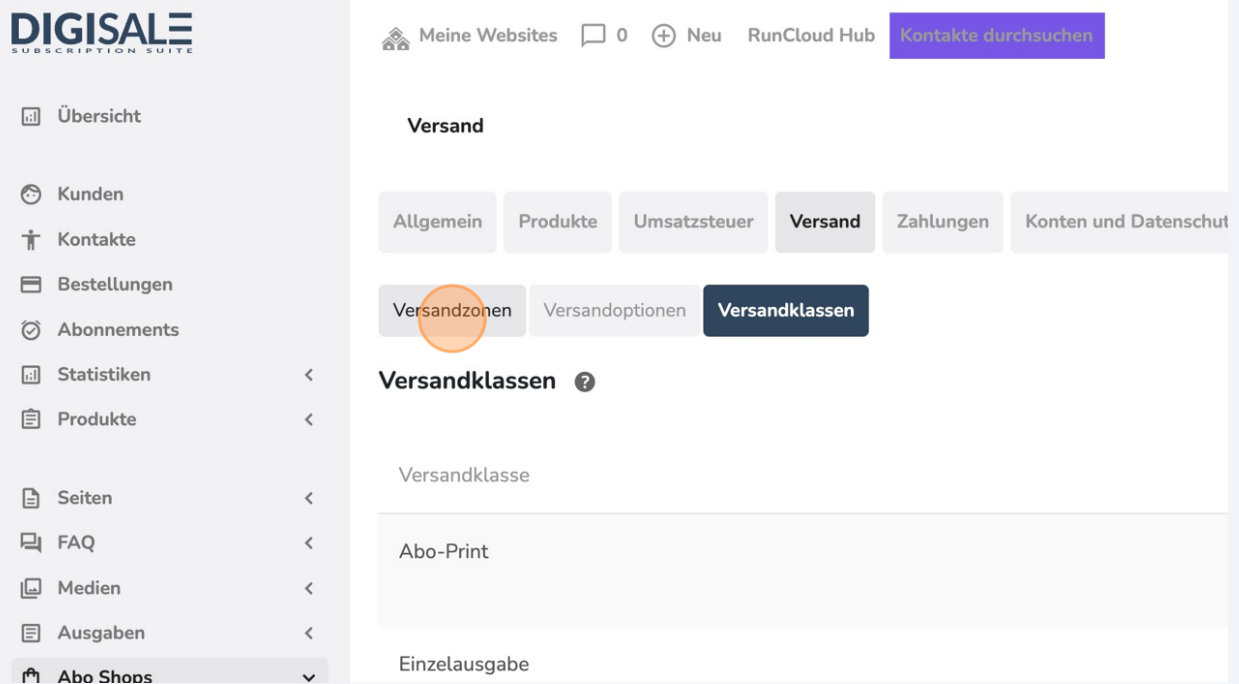 DIGISALE
SUBSCRIPTION SUITE
Meine Websites 0 Neu RunCloud Hub Kontakte durchsuchen
Übersicht
Kunden
Kontakte
Bestellungen
Abonnements
Statistiken
Produkte
Seiten
FAQ
Medien
Ausgaben
Abo Shops
Versand
Allgemein Produkte Umsatzsteuer Versand Zahlungen Konten und Datenschut
Versandzonen Versandoptionen Versandklassen
Versandklassen ?
Versandklasse
Abo-Print
Einzelausgabe